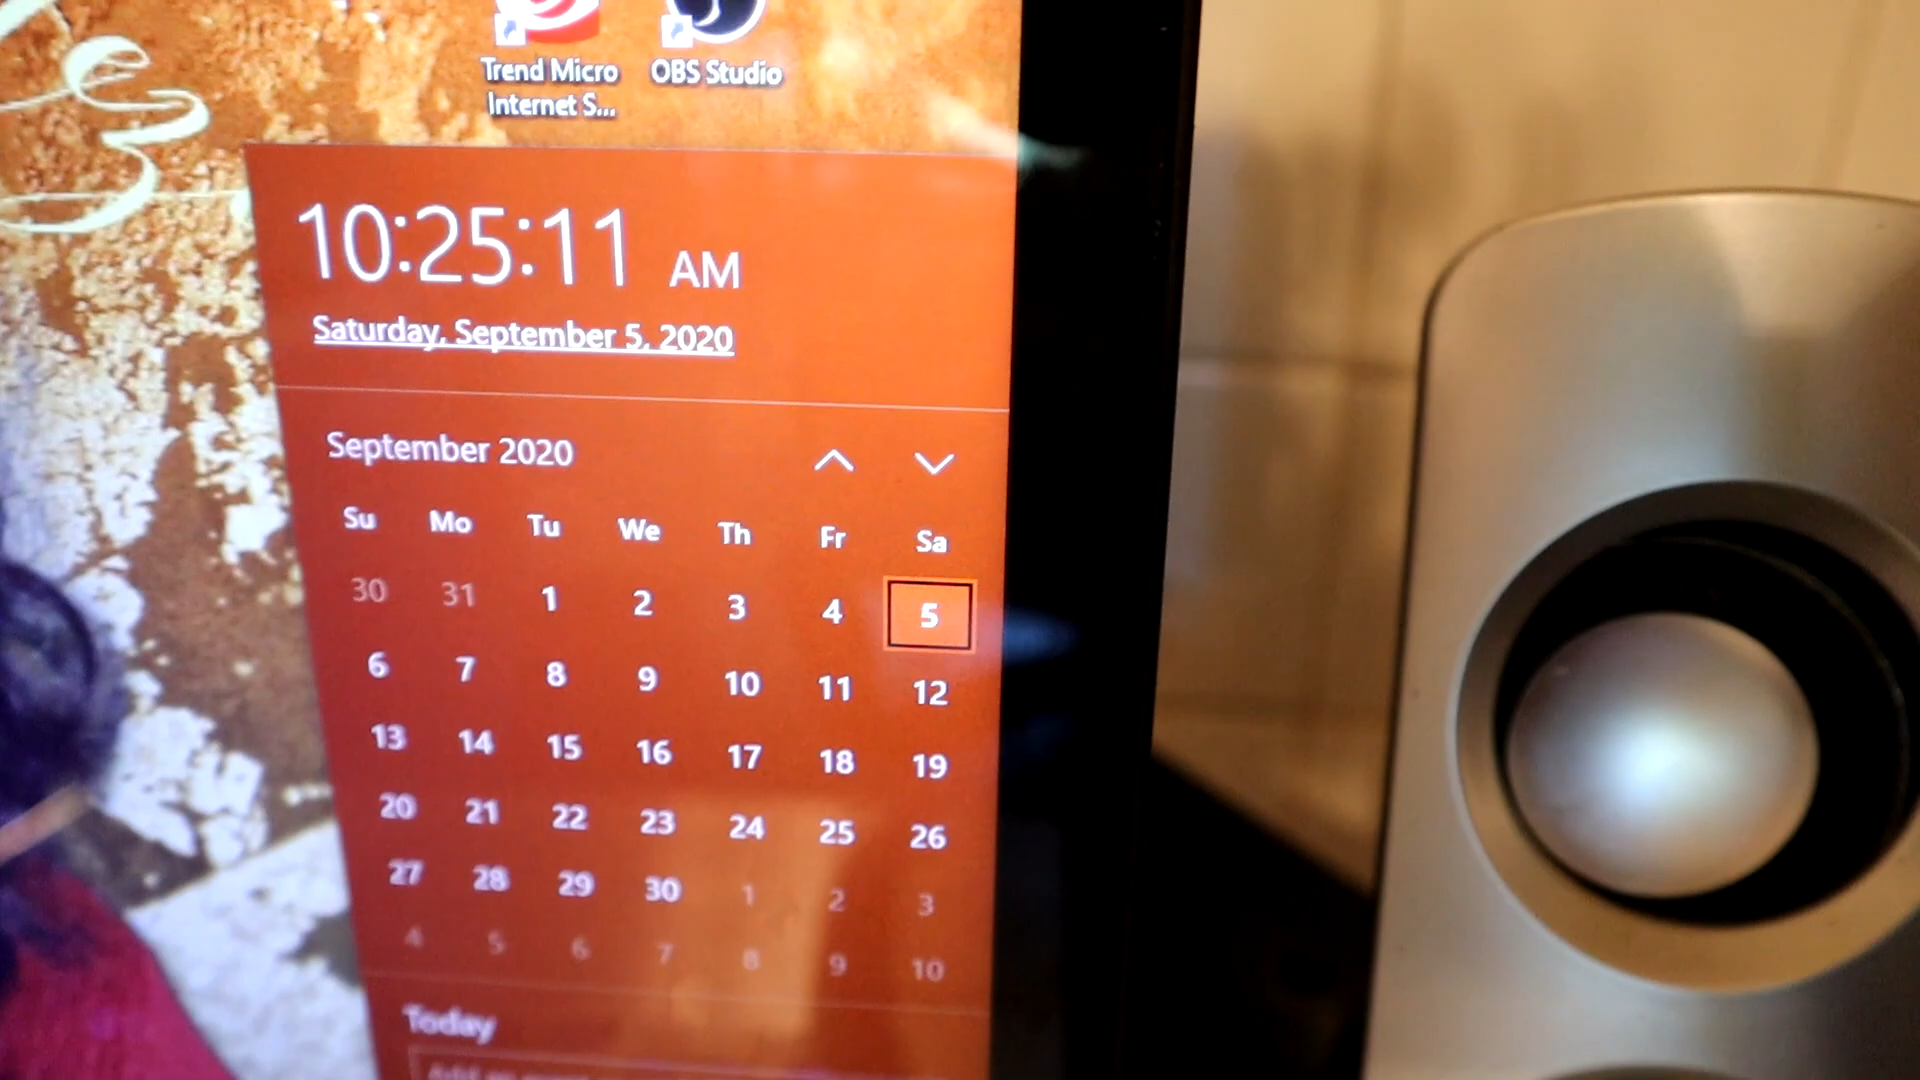 Trend Micro
Internet S...
OBS Studio
10:25:11 AM
Saturday, September 5, 2020
September 2020
Su Mo Tu We Th Fr Sa
30 31 1 2 3 4 5
6 7 8 9 10 11 12
13 14 15 16 17 18 19
20 21 22 23 24 25 26
27 28 29 30 1 2 3
4 5 6 7 8 9 10
Today